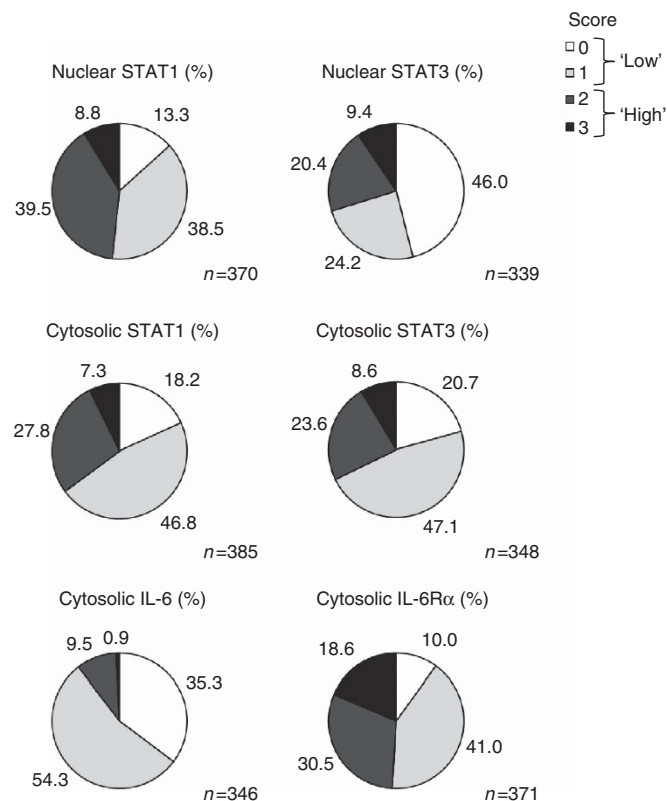 Score
0
1
'Low'
2
3
'High'
Nuclear STAT1 (%)
8.8
13.3
39.5
38.5
n=370
Nuclear STAT3 (%)
9.4
20.4
46.0
24.2
n=339
Cytosolic STAT1 (%)
7.3
18.2
27.8
46.8
n=385
Cytosolic STAT3 (%)
8.6
20.7
23.6
47.1
n=348
Cytosolic IL-6 (%)
9.5
0.9
35.3
54.3
n=346
Cytosolic IL-6Rα (%)
18.6
10.0
30.5
41.0
n=371